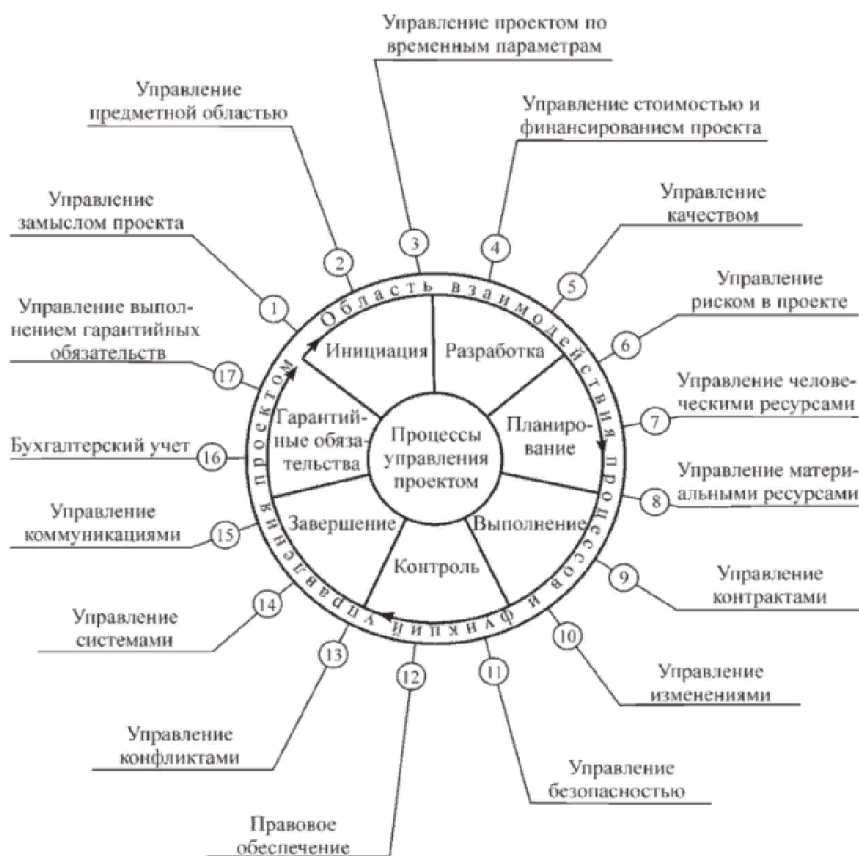 Управление проектом по
временным параметрам
Управление
предметной областью
Управление стоимостью и
финансированием проекта
Управление
замыслом проекта
Управление
качеством
Управление выпол-
нением гарантийных
обязательств
Управление
риском в проекте
Бухгалтерский учет
Управление челове-
ческими ресурсами
Управление
коммуникациями
Управление матери-
альными ресурсами
Управление
системами
Управление
контрактами
Управление
конфликтами
Управление
изменениями
Правовое
обеспечение
Управление
безопасностью
1
2
3
4
5
6
7
8
9
10
11
12
13
14
15
16
17
Область взаимодействия процессов и функций управления проектом
Инициация
Разработка
Планиро-
вание
Выполнение
Контроль
Завершение
Гарантий-
ные обяза-
тельства
Процессы
управления
проектом